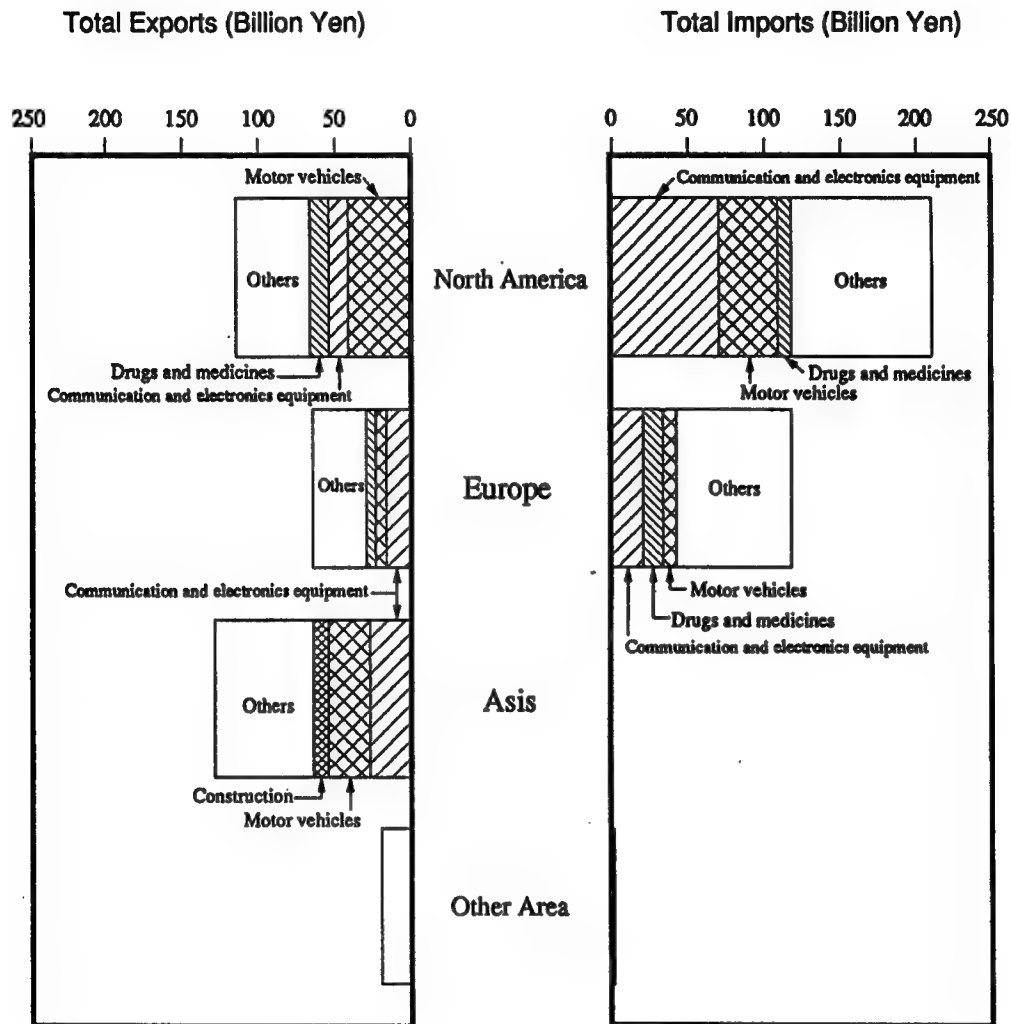 Total Exports (Billion Yen)
Total Imports (Billion Yen)
250 200 150 100 50 0
0 50 100 150 200 250
Motor vehicles
Communication and electronics equipment
Others
North America
Others
Drugs and medicines
Communication and electronics equipment
Drugs and medicines
Motor vehicles
Others
Europe
Others
Communication and electronics equipment
Motor vehicles
Drugs and medicines
Communication and electronics equipment
Others
Asis
Construction
Motor vehicles
Other Area